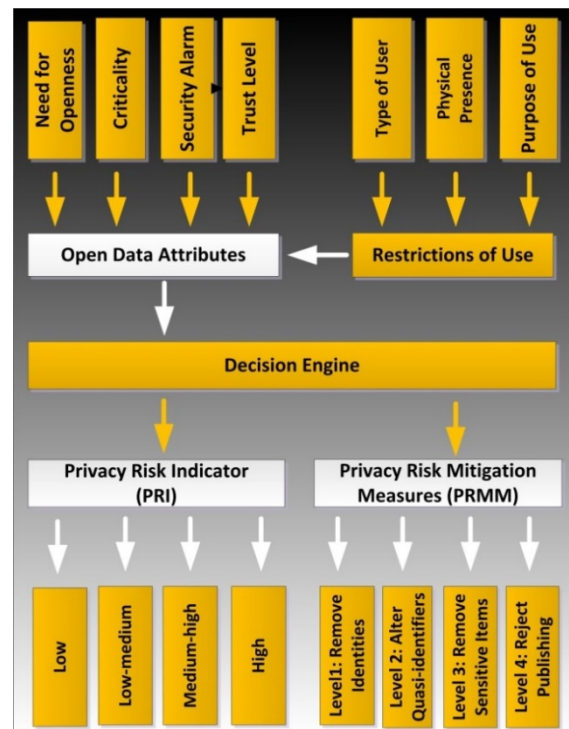 Need for
Openness
Criticality
Security Alarm
Trust Level
Type of User
Physical
Presence
Purpose of Use
Open Data Attributes
Restrictions of Use
Decision Engine
Privacy Risk Indicator
(PRI)
Privacy Risk Mitigation
Measures (PRMM)
Low
Low-medium
Medium-high
High
Level1: Remove
Identities
Level 2: Alter
Quasi-identifiers
Level 3: Remove
Sensitive Items
Level 4: Reject
Publishing